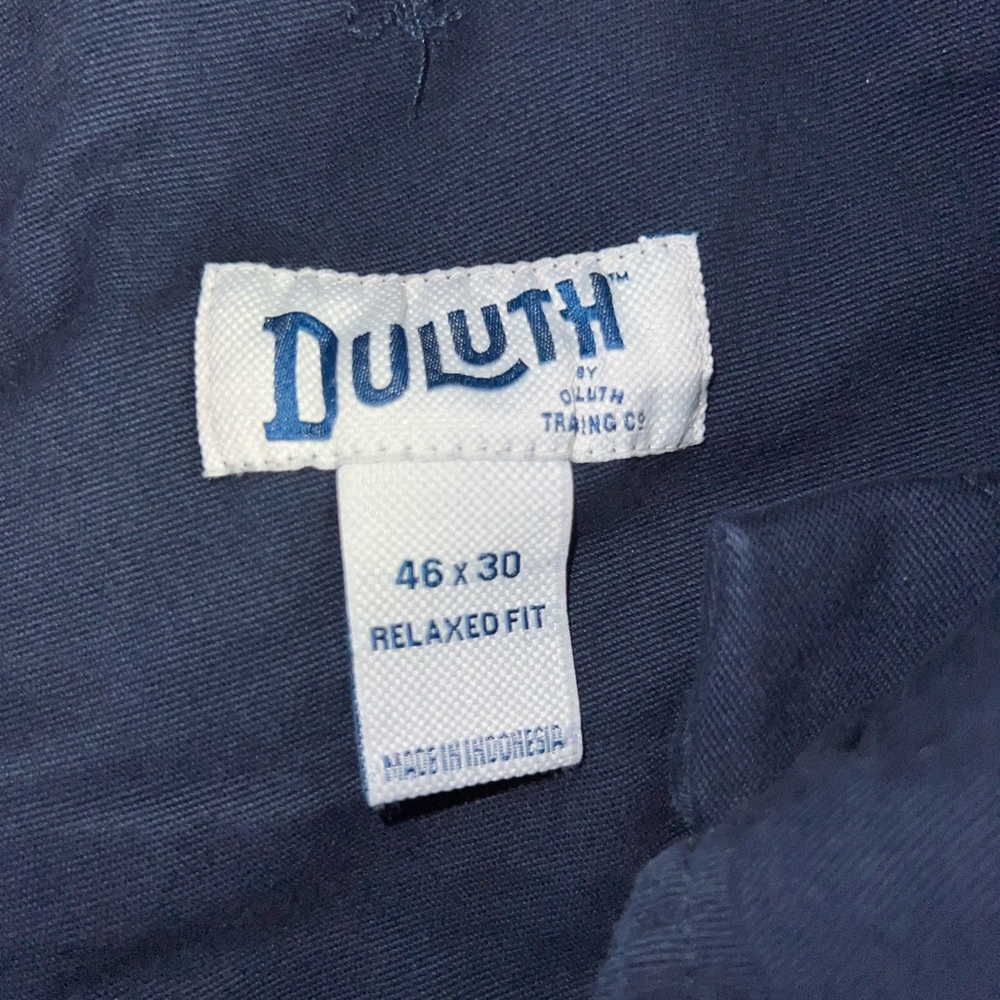 DULUTH™
BY
DULUTH
TRADING Cº
46 x 30
RELAXED FIT
MADE IN INDONESIA